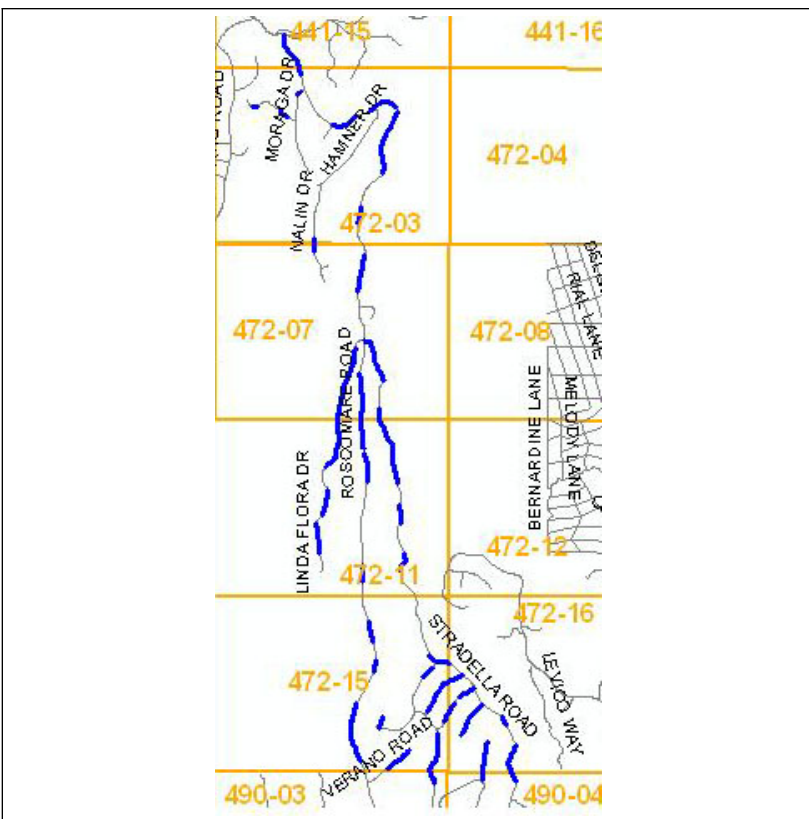 441-15
441-16
ROAD
MORAGA DR
HAMNER DR
472-04
NALIN DR
472-03
472-07
472-08
RIAL LANE
ROSCOMARE ROAD
BERNARDINE LANE
MELODY LANE
LINDA FLORA DR
472-12
472-11
472-16
STRADELLA ROAD
LEVICO WAY
472-15
VERANO ROAD
490-03
490-04